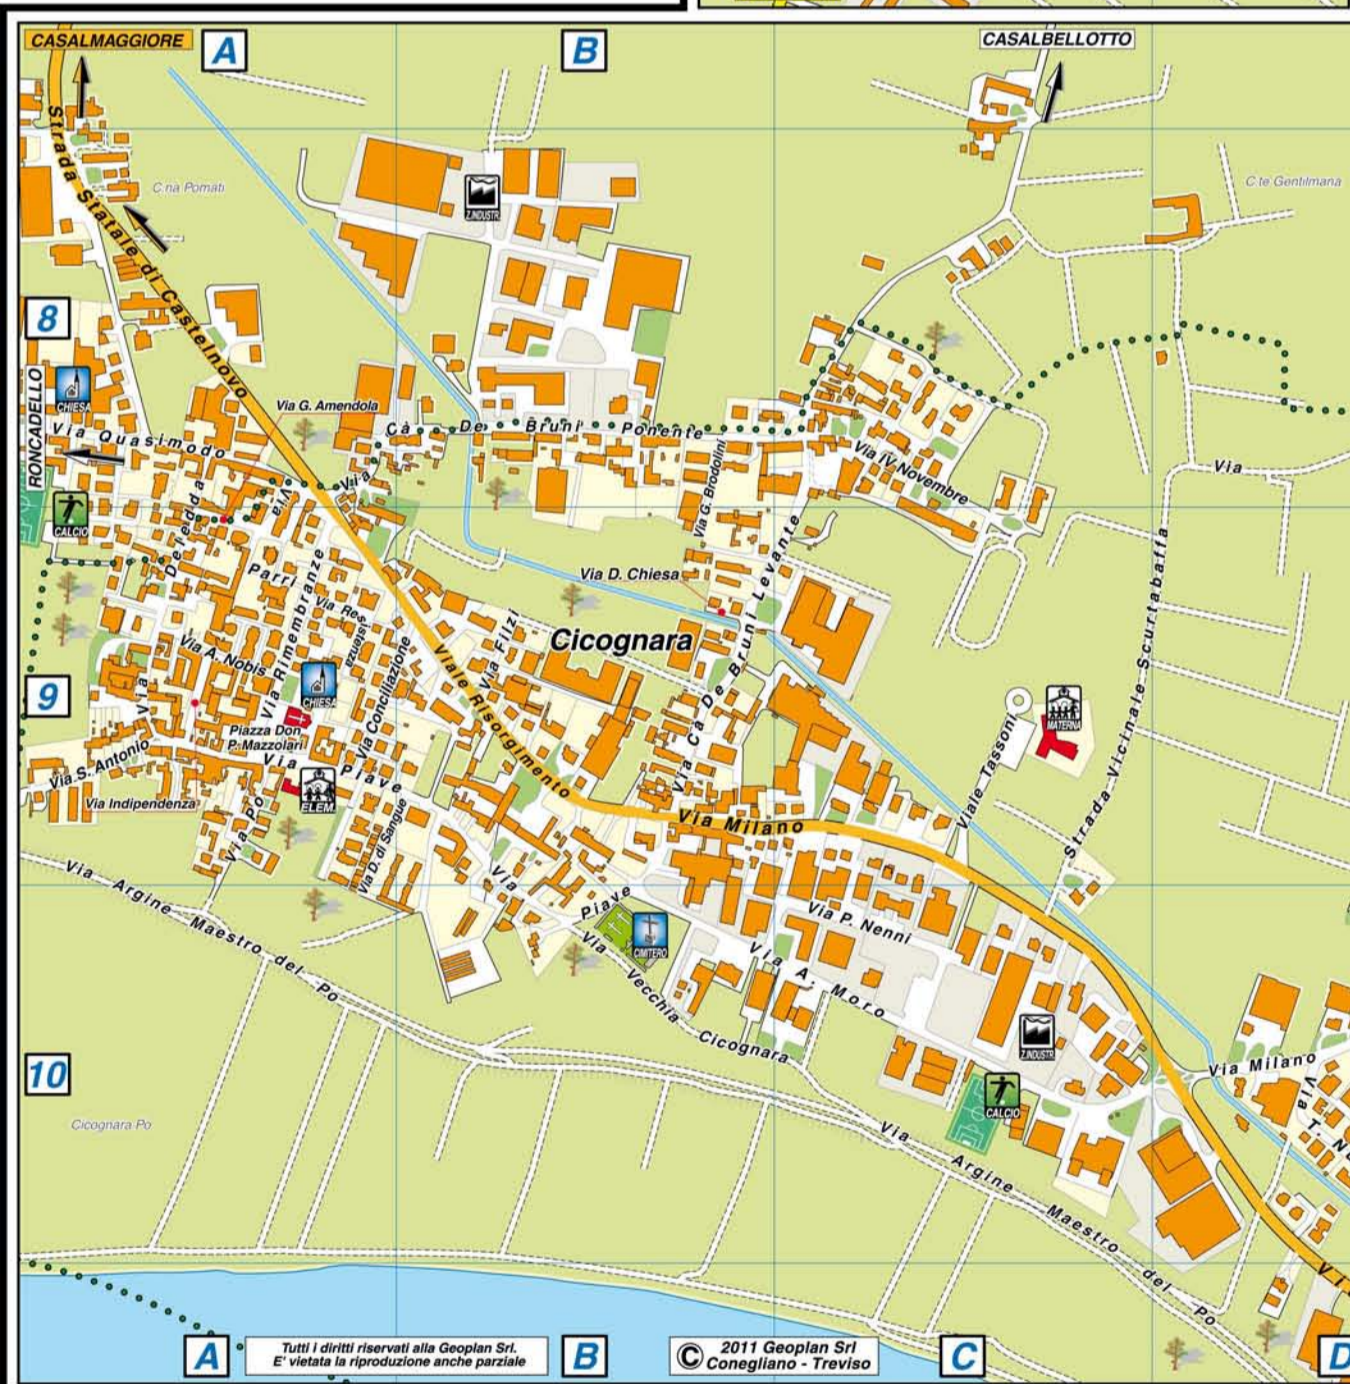 CASALMAGGIORE
A
B
CASALBELLOTTO
Strada Statale di Castelnovo
C.na Pomati
Z.INDUSTR.
C.te Gentilmana
8
RONCADELLO
CHIESA
Via G. Amendola
Via Quasimodo
Via Cà De Bruni Ponente
Via G. Brodolini
Via IV Novembre
Via
CALCIO
Via Deledda
Via Parri
Via Rimembranze
Via Resistenza
Via D. Chiesa
Via Cà De Bruni Levante
Cicognara
Via Filzi
Via Conciliazione
Via A. Nobis
Viale Risorgimento
Strada Vicinale Scurtabaffa
9
CHIESA
MATERNA
Piazza Don
P. Mazzolari
Via S. Antonio
Via Piave
ELEM.
Via Indipendenza
Via Po
Via D. di Sangue
Viale Tassoni
Via Milano
Via Argine Maestro del Po
Via Piave
CIMITERO
Via P. Nenni
Via A. Moro
Via Vecchia Cicognara
Z.INDUSTR.
10
Via Milano
CALCIO
Cicognara Po
Via Argine Maestro del Po
A
Tutti i diritti riservati alla Geoplan Srl.
E' vietata la riproduzione anche parziale
B
© 2011 Geoplan Srl
Conegliano - Treviso
C
D